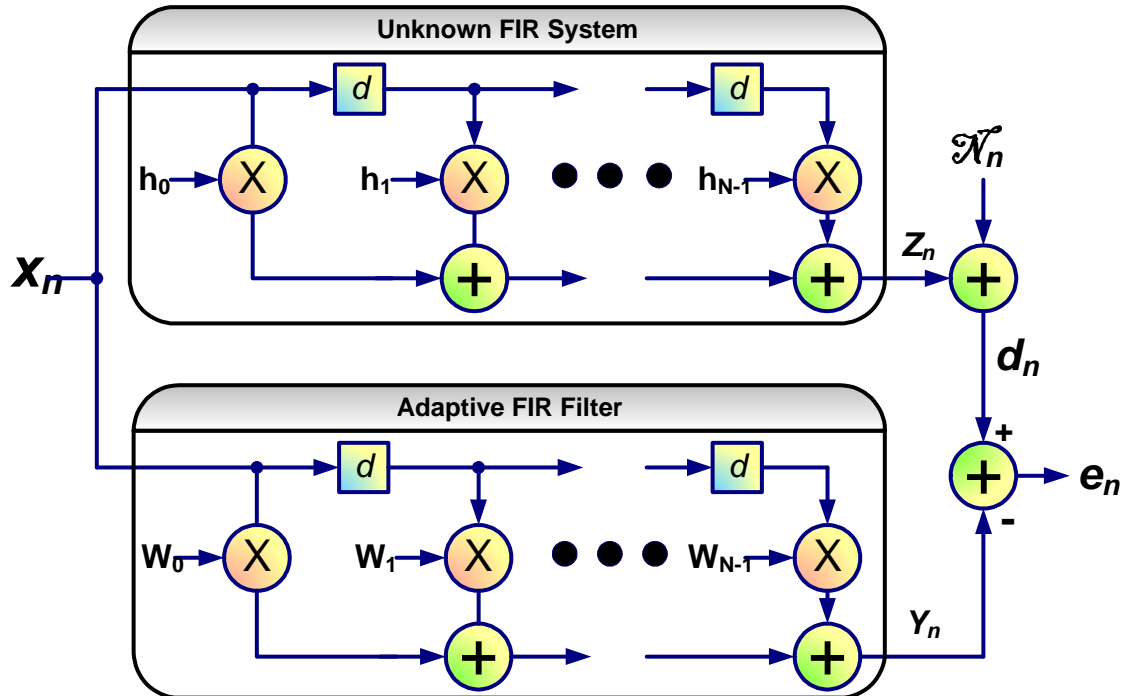 Unknown FIR System
d
d
h0
X
h1
X
hN-1
X
𝒩n
xn
+
+
Zn
+
dn
Adaptive FIR Filter
d
d
+
+
en
-
W0
X
W1
X
WN-1
X
+
+
Yn